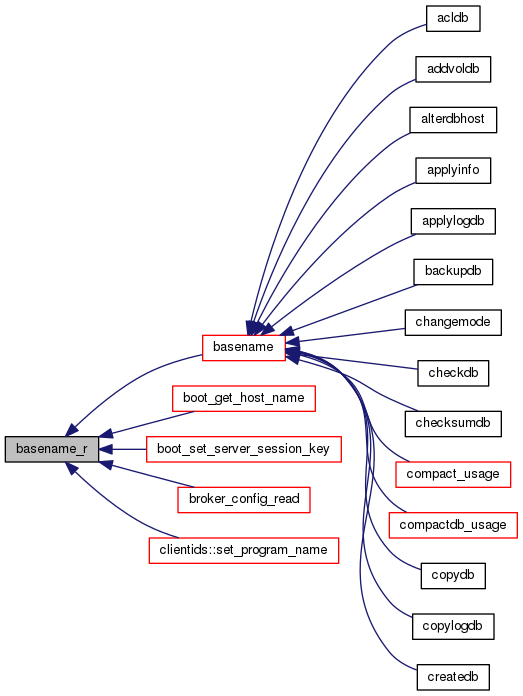 acldb
addvoldb
alterdbhost
applyinfo
applylogdb
backupdb
changemode
basename
checkdb
boot_get_host_name
checksumdb
basename_r
boot_set_server_session_key
compact_usage
broker_config_read
compactdb_usage
clientids::set_program_name
copydb
copylogdb
createdb